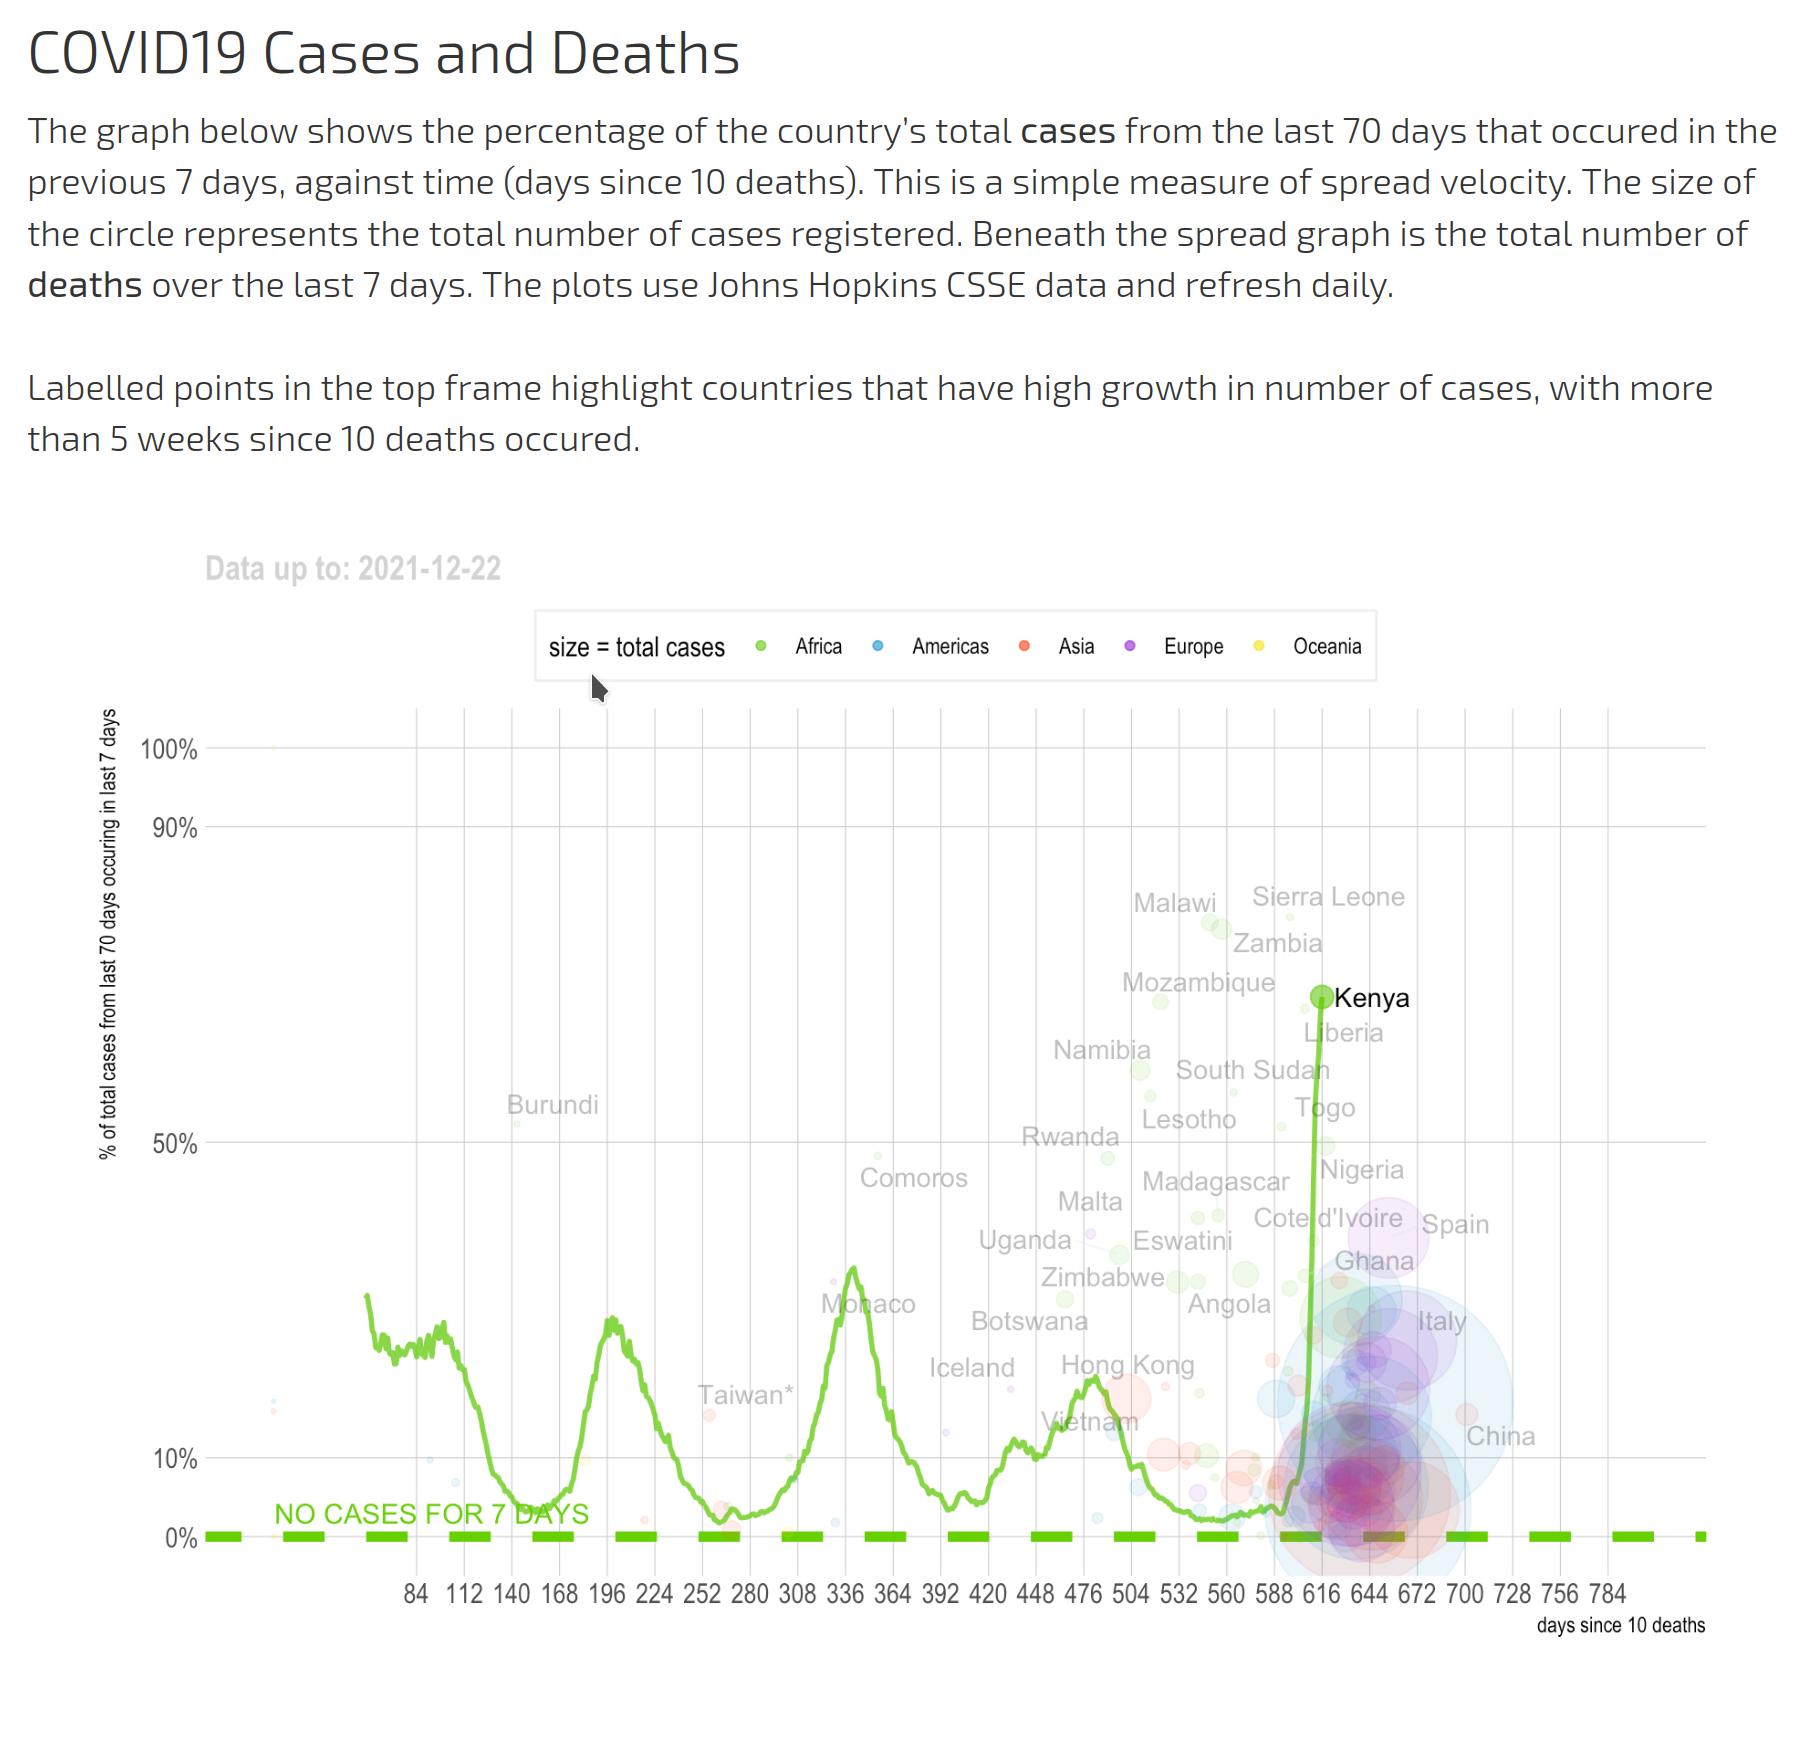 COVID19 Cases and Deaths
The graph below shows the percentage of the country's total cases from the last 70 days that occured in the
previous 7 days, against time (days since 10 deaths). This is a simple measure of spread velocity. The size of
the circle represents the total number of cases registered. Beneath the spread graph is the total number of
deaths over the last 7 days. The plots use Johns Hopkins CSSE data and refresh daily.
Labelled points in the top frame highlight countries that have high growth in number of cases, with more
than 5 weeks since 10 deaths occured.
Data up to: 2021-12-22
size = total cases Africa Americas Asia Europe Oceania
% of total cases from last 70 days occuring in last 7 days
100%
90%
Malawi
Sierra Leone
Zambia
Mozambique
Kenya
Liberia
Namibia
South Sudan
Burundi
Togo
Lesotho
Rwanda
50%
Nigeria
Comoros
Madagascar
Malta
Cote d'Ivoire
Spain
Uganda
Eswatini
Ghana
Zimbabwe
Monaco
Angola
Botswana
Italy
Iceland
Hong Kong
Taiwan*
Vietnam
China
10%
NO CASES FOR 7 DAYS
0%
84 112 140 168 196 224 252 280 308 336 364 392 420 448 476 504 532 560 588 616 644 672 700 728 756 784
days since 10 deaths